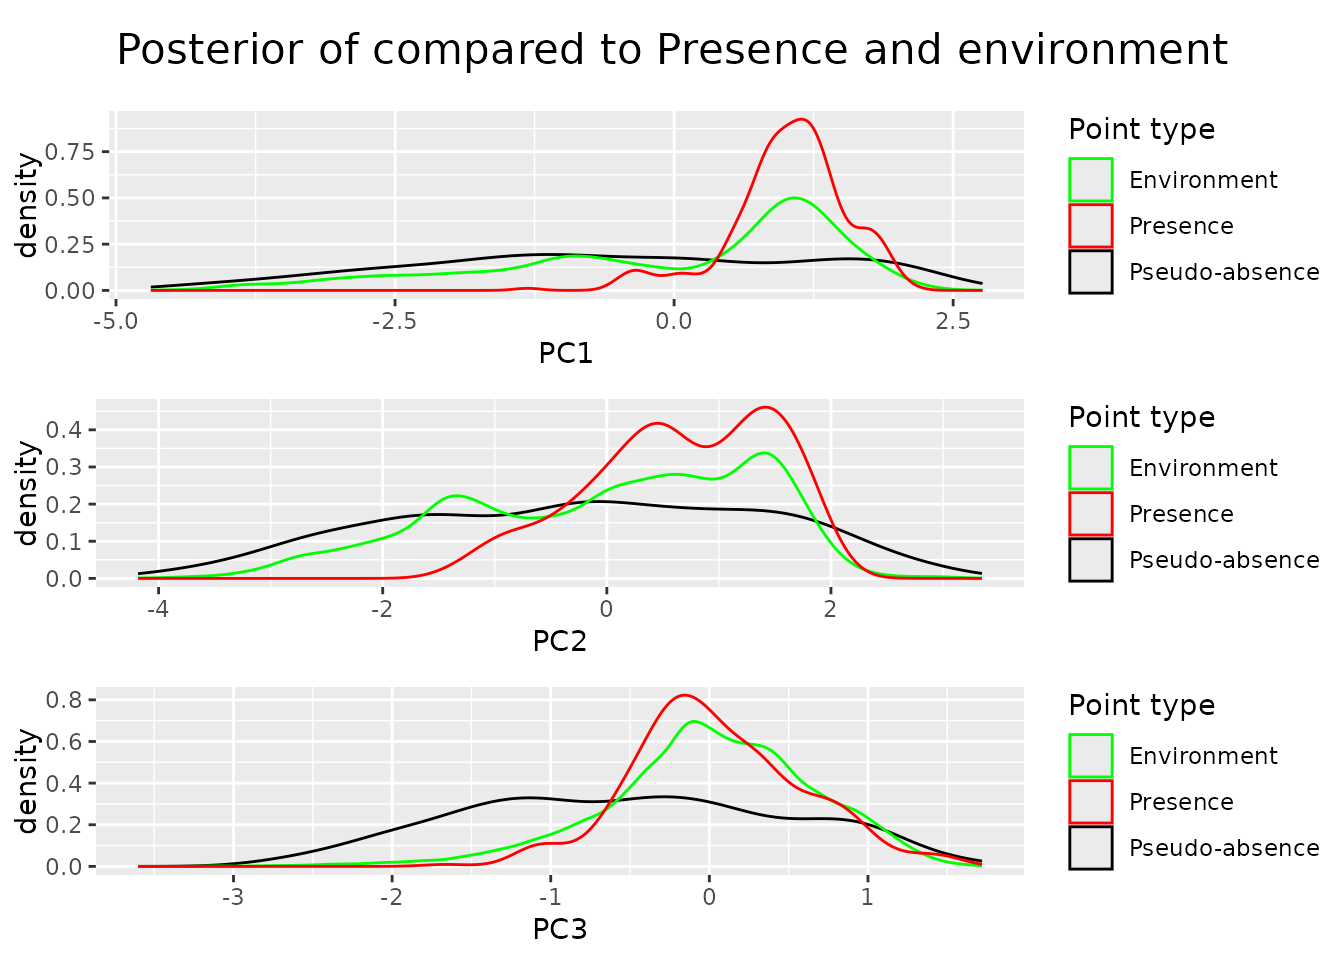 Posterior of compared to Presence and environment
density
0.75
0.50
0.25
0.00
-5.0 -2.5 0.0 2.5
PC1
Point type
Environment
Presence
Pseudo-absence
density
0.4
0.3
0.2
0.1
0.0
-4 -2 0 2
PC2
Point type
Environment
Presence
Pseudo-absence
density
0.8
0.6
0.4
0.2
0.0
-3 -2 -1 0 1
PC3
Point type
Environment
Presence
Pseudo-absence